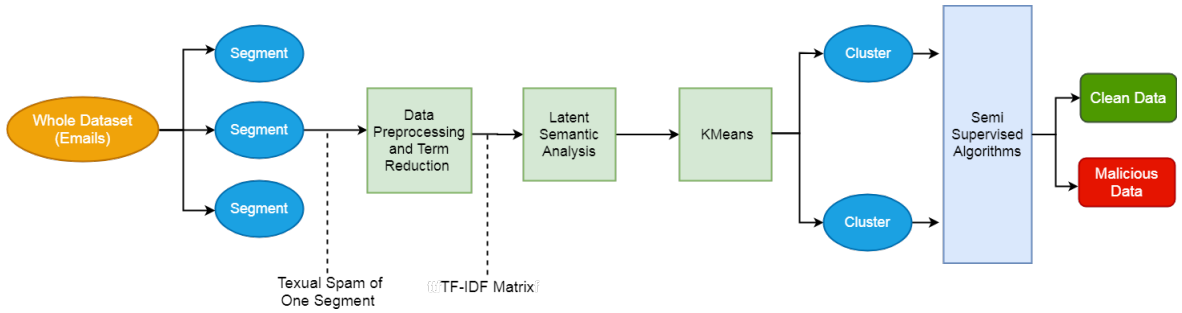 Whole Dataset
(Emails)
Segment
Segment
Segment
Texual Spam of
One Segment
Data
Preprocessing
and Term
Reduction
TF-IDF Matrix
Latent
Semantic
Analysis
KMeans
Cluster
Cluster
Semi
Supervised
Algorithms
Clean Data
Malicious
Data